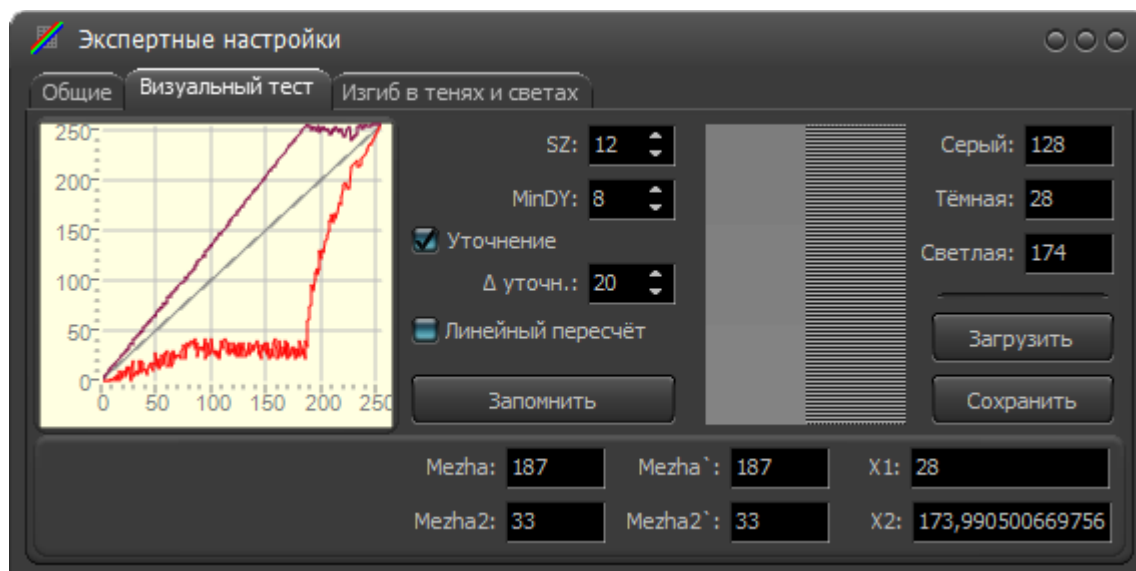 Экспертные настройки
Общие Визуальный тест Изгиб в тенях и светах
250
200
150
100
50
0
0 50 100 150 200 250
SZ: 12
MinDY: 8
Уточнение
Δ уточн.: 20
Линейный пересчёт
Запомнить
Серый: 128
Тёмная: 28
Светлая: 174
Загрузить
Сохранить
Mezha: 187 Mezha`: 187 X1: 28
Mezha2: 33 Mezha2`: 33 X2: 173,990500669756